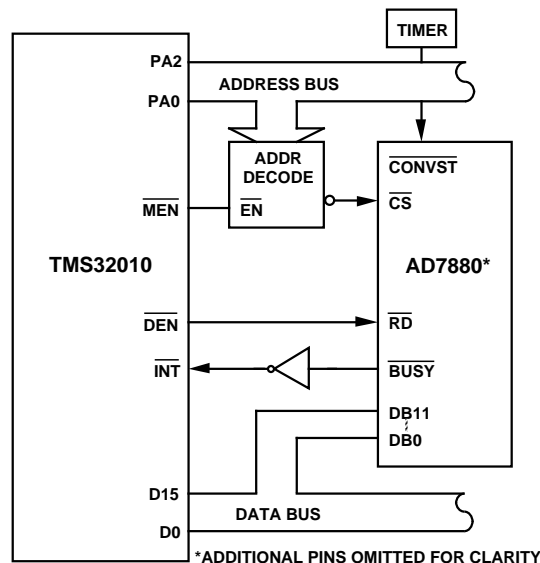 TIMER
PA2
ADDRESS BUS
PA0
ADDR
DECODE
CONVST
MEN
EN
CS
TMS32010
AD7880*
DEN
RD
INT
BUSY
DB11
DB0
D15
DATA BUS
D0
*ADDITIONAL PINS OMITTED FOR CLARITY